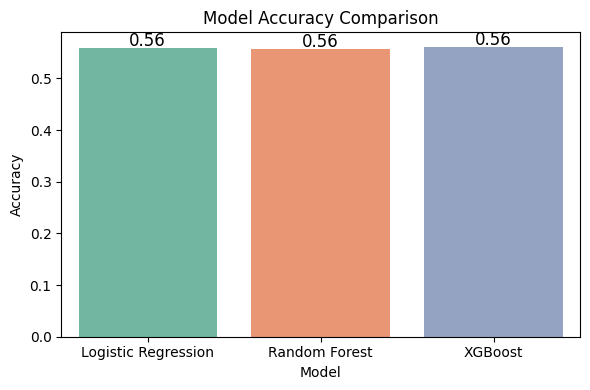 Model Accuracy Comparison
0.56 0.56 0.56
0.5
0.4
0.3
0.2
0.1
0.0
Accuracy
Logistic Regression Random Forest XGBoost
Model